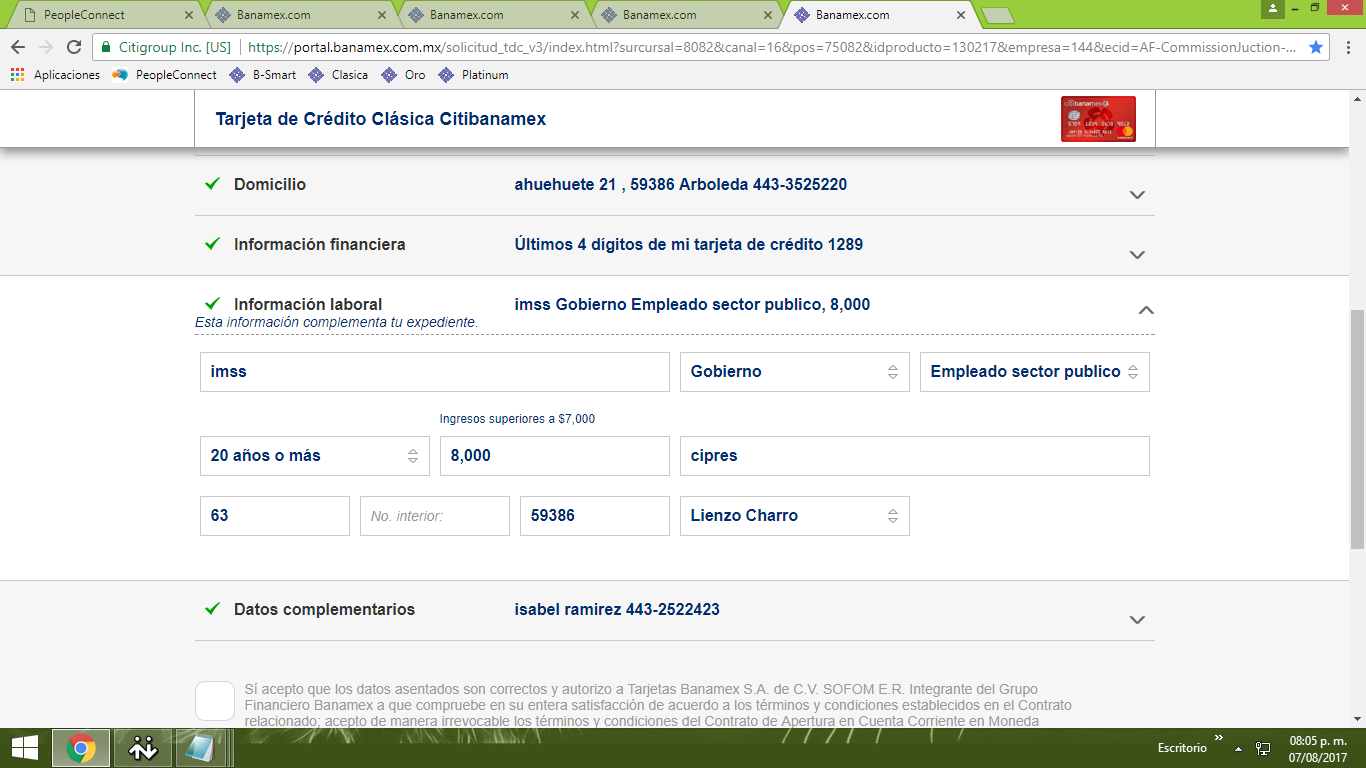 PeopleConnect
Banamex.com
Banamex.com
Banamex.com
Banamex.com
Citigroup Inc. [US] https://portal.banamex.com.mx/solicitud_tdc_v3/index.html?sursursal=8082&canal=16&pos=75082&idproducto=130217&empresa=144&ecid=AF-CommissionJuction-...
Aplicaciones PeopleConnect B-Smart Clasica Oro Platinum
Tarjeta de Crédito Clásica Citibanamex
citibanamex
Domicilio ahuehuete 21 , 59386 Arboleda 443-3525220
Información financiera Últimos 4 dígitos de mi tarjeta de crédito 1289
Información laboral imss Gobierno Empleado sector publico, 8,000
Esta información complementa tu expediente.
imss Gobierno Empleado sector publico
Ingresos superiores a $7,000
20 años o más 8,000 cipres
63 No. interior: 59386 Lienzo Charro
Datos complementarios isabel ramirez 443-2522423
Sí acepto que los datos asentados son correctos y autorizo a Tarjetas Banamex S.A. de C.V. SOFOM E.R. Integrante del Grupo
Financiero Banamex a que compruebe en su entera satisfacción de acuerdo a los términos y condiciones establecidos en el Contrato
relacionado; acepto de manera irrevocable los términos y condiciones del Contrato de Apertura en Cuenta Corriente en Moneda
Escritorio
08:05 p. m.
07/08/2017